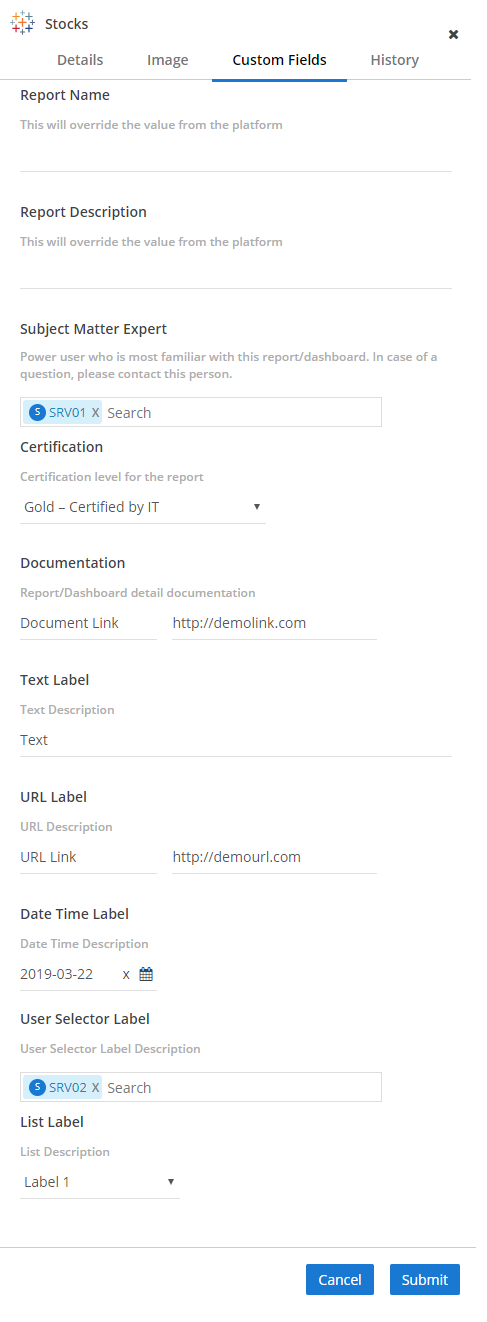 Stocks
✖
Details Image Custom Fields History
Report Name
This will override the value from the platform
Report Description
This will override the value from the platform
Subject Matter Expert
Power user who is most familiar with this report/dashboard. In case of a
question, please contact this person.
S SRV01 X Search
Certification
Certification level for the report
Gold – Certified by IT ▼
Documentation
Report/Dashboard detail documentation
Document Link http://demolink.com
Text Label
Text Description
Text
URL Label
URL Description
URL Link http://demourl.com
Date Time Label
Date Time Description
2019-03-22 x
User Selector Label
User Selector Label Description
S SRV02 X Search
List Label
List Description
Label 1 ▼
Cancel Submit